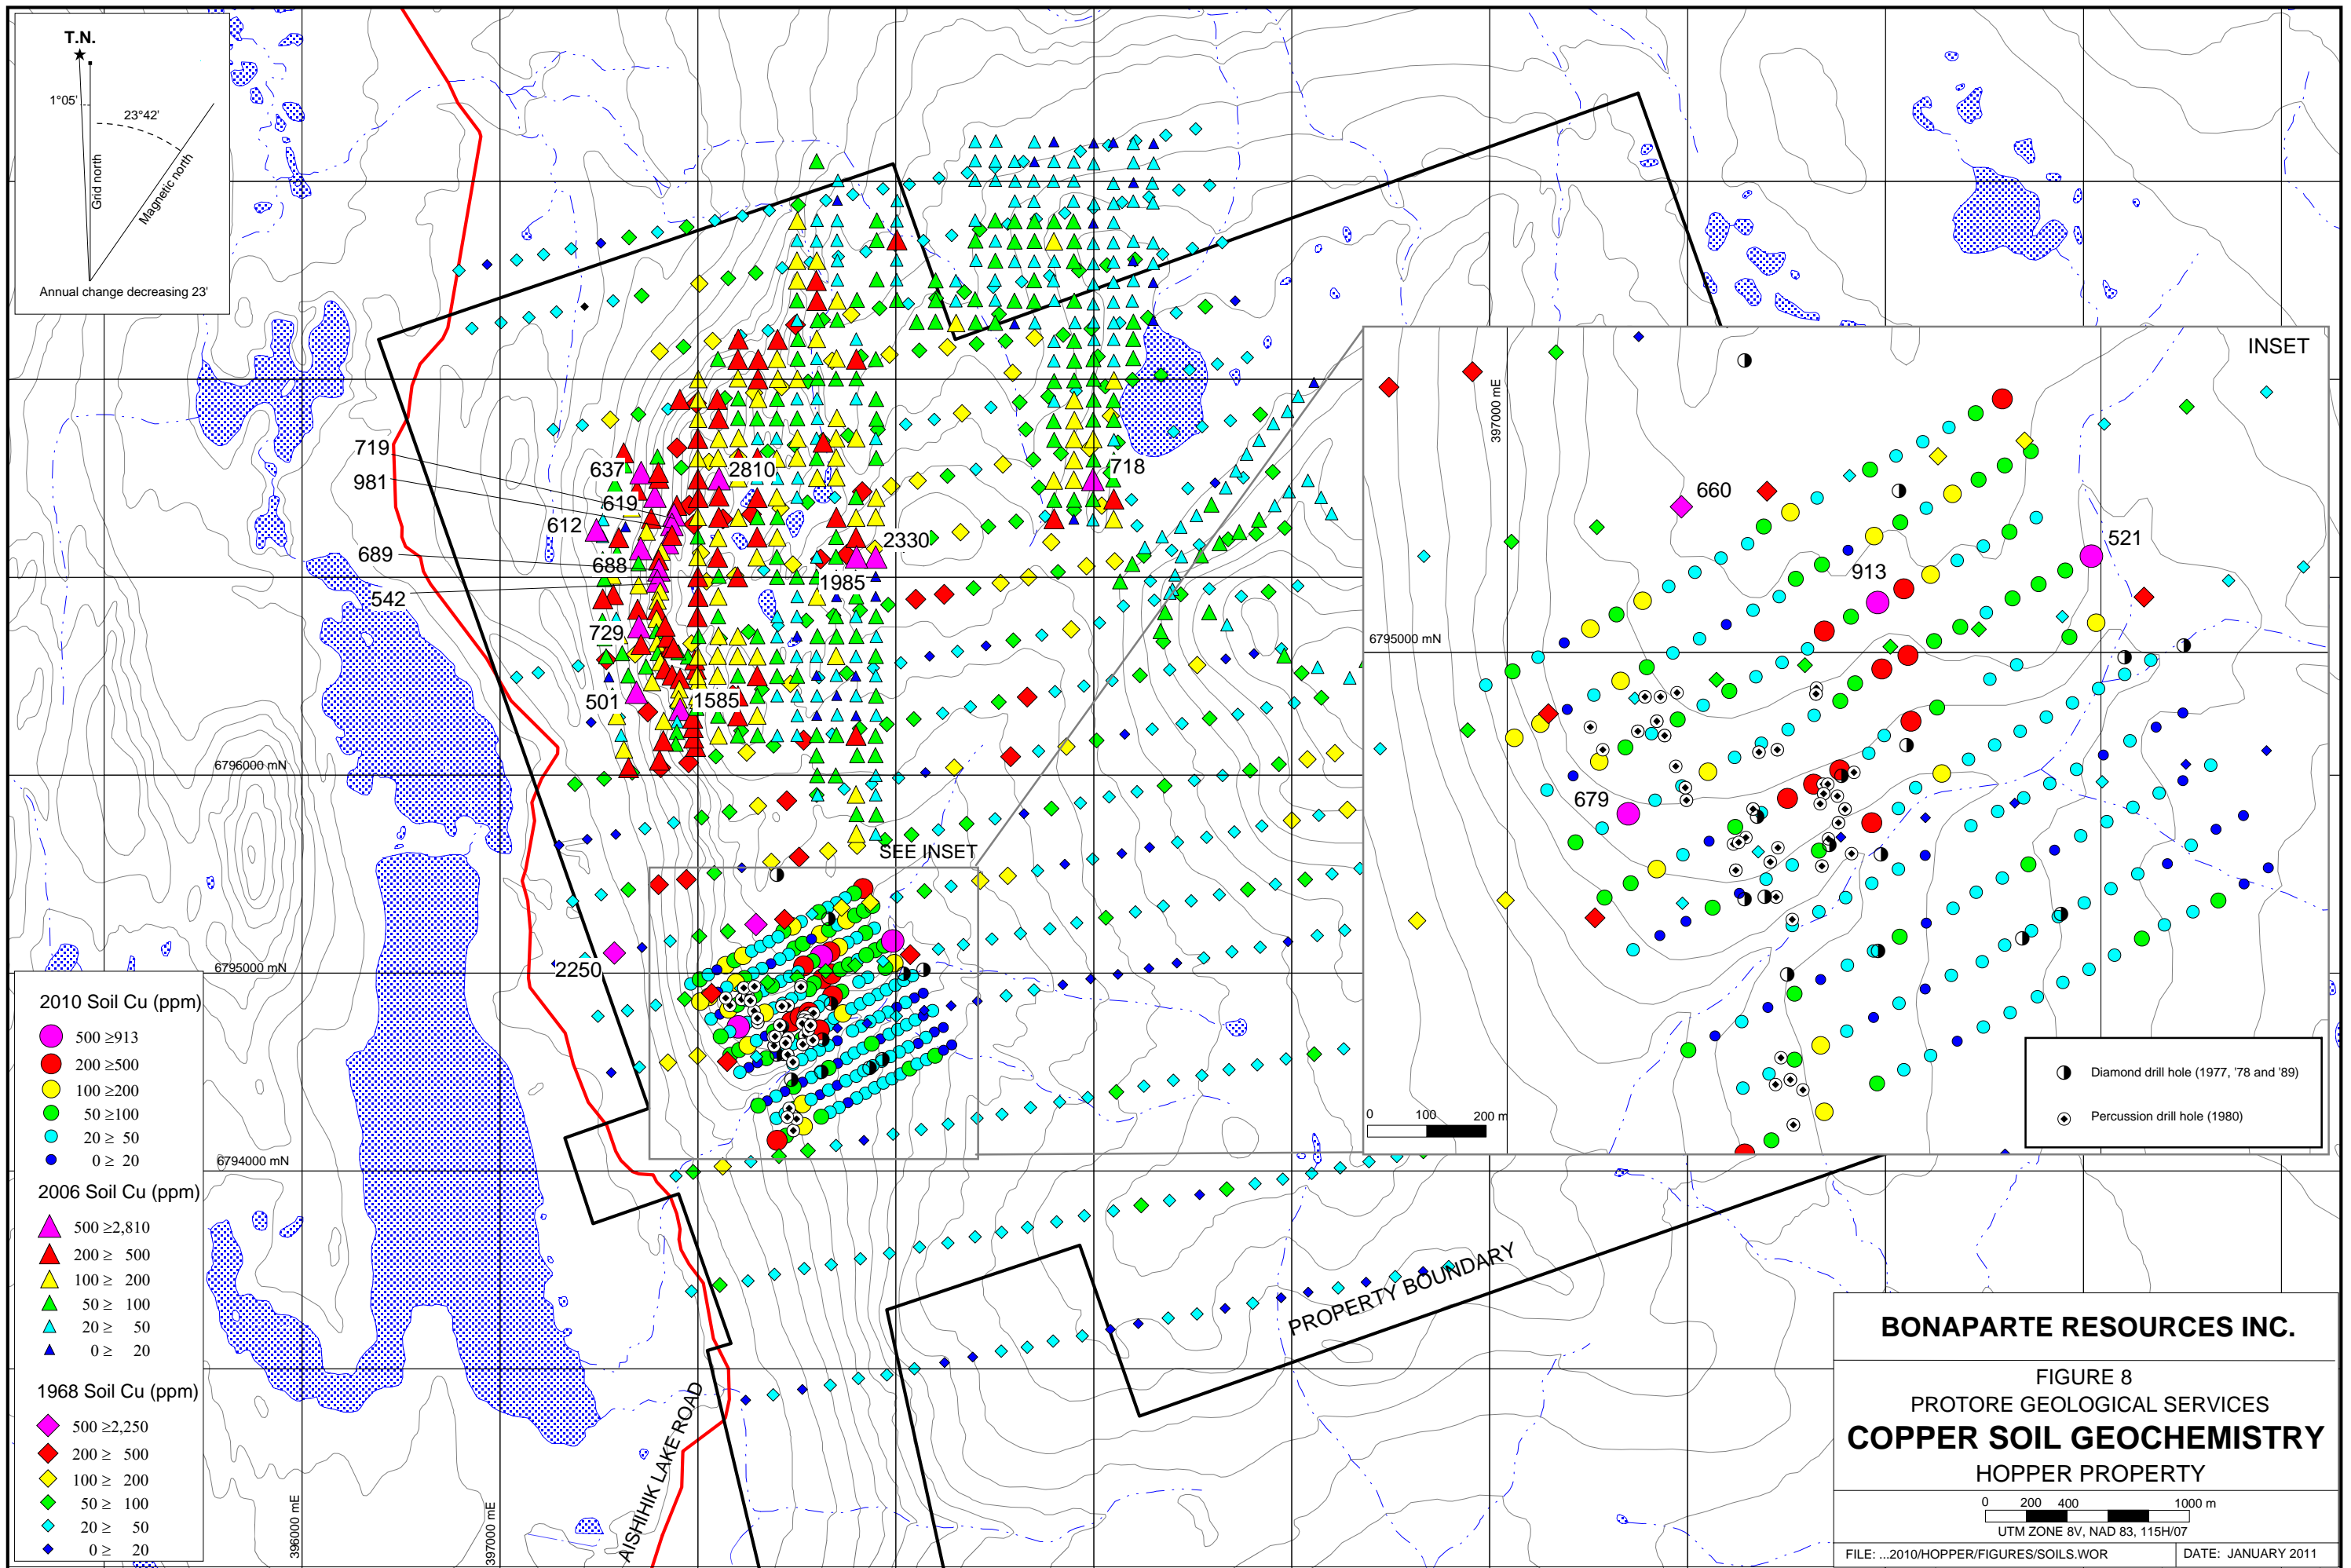 T.N.
1°05'
23°42'
Grid north
Magnetic north
Annual change decreasing 23'
719
981
637
619
612
689
688
542
729
501
2810
718
2330
1985
1585
6796000 mN
SEE INSET
2250
6795000 mN
6794000 mN
396000 mE
397000 mE
AISHIHIK LAKE ROAD
PROPERTY BOUNDARY
INSET
397000 mE
660
521
913
6795000 mN
679
0 100 200 m
Diamond drill hole (1977, '78 and '89)
Percussion drill hole (1980)
2010 Soil Cu (ppm)
500 ≥913
200 ≥500
100 ≥200
50 ≥100
20 ≥ 50
0 ≥ 20
2006 Soil Cu (ppm)
500 ≥2,810
200 ≥ 500
100 ≥ 200
50 ≥ 100
20 ≥ 50
0 ≥ 20
1968 Soil Cu (ppm)
500 ≥2,250
200 ≥ 500
100 ≥ 200
50 ≥ 100
20 ≥ 50
0 ≥ 20
BONAPARTE RESOURCES INC.
FIGURE 8
PROTORE GEOLOGICAL SERVICES
COPPER SOIL GEOCHEMISTRY
HOPPER PROPERTY
0 200 400 1000 m
UTM ZONE 8V, NAD 83, 115H/07
FILE: ...2010/HOPPER/FIGURES/SOILS.WOR
DATE: JANUARY 2011